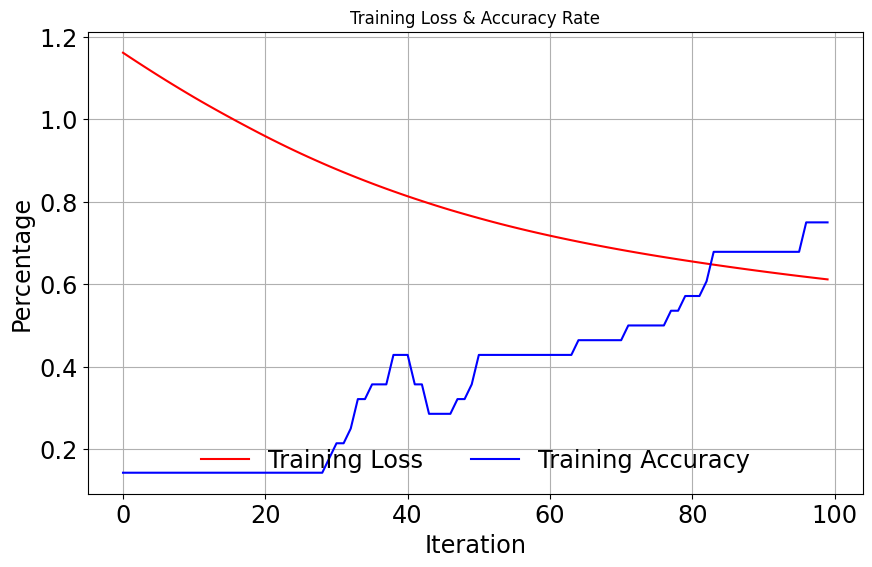 Training Loss & Accuracy Rate
1.2
1.0
0.8
0.6
0.4
0.2
Percentage
Training Loss Training Accuracy
0 20 40 60 80 100
Iteration